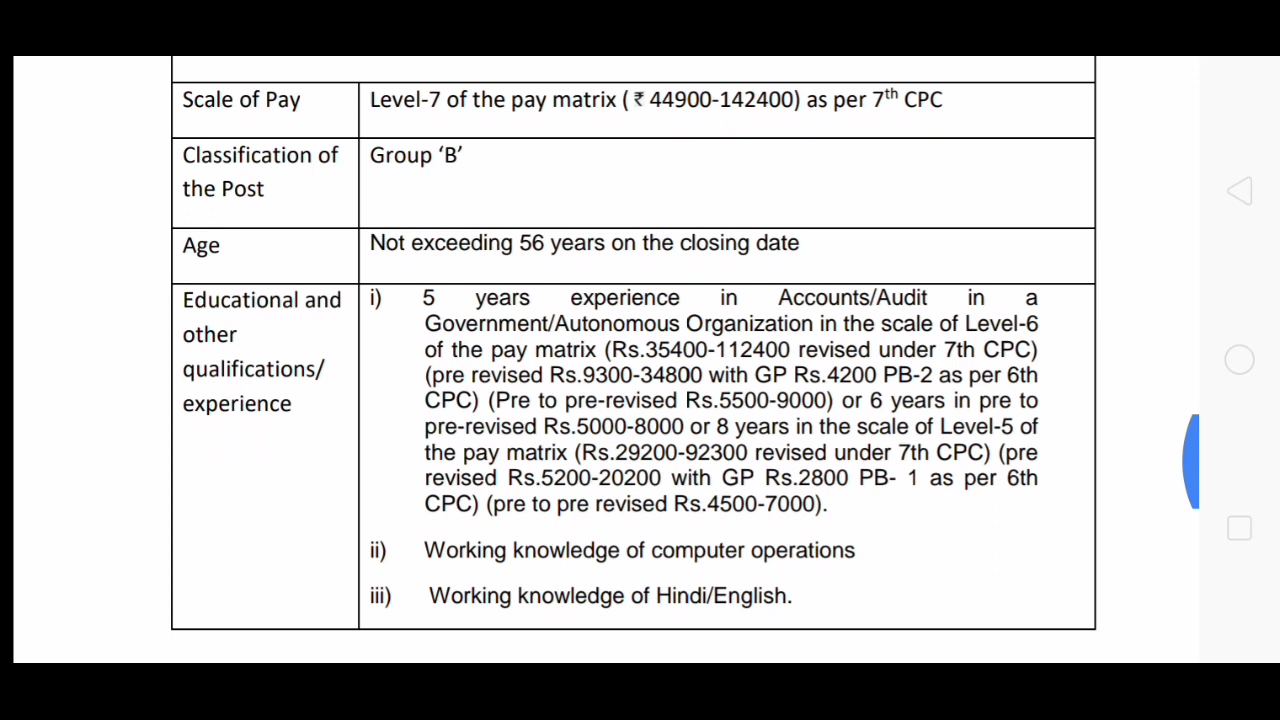 Scale of Pay
Level-7 of the pay matrix ( ₹ 44900-142400) as per 7th CPC
Classification of
the Post
Group ‘B’
Age
Not exceeding 56 years on the closing date
Educational and
other
qualifications/
experience
i) 5 years experience in Accounts/Audit in a
Government/Autonomous Organization in the scale of Level-6
of the pay matrix (Rs.35400-112400 revised under 7th CPC)
(pre revised Rs.9300-34800 with GP Rs.4200 PB-2 as per 6th
CPC) (Pre to pre-revised Rs.5500-9000) or 6 years in pre to
pre-revised Rs.5000-8000 or 8 years in the scale of Level-5 of
the pay matrix (Rs.29200-92300 revised under 7th CPC) (pre
revised Rs.5200-20200 with GP Rs.2800 PB- 1 as per 6th
CPC) (pre to pre revised Rs.4500-7000).
ii) Working knowledge of computer operations
iii) Working knowledge of Hindi/English.